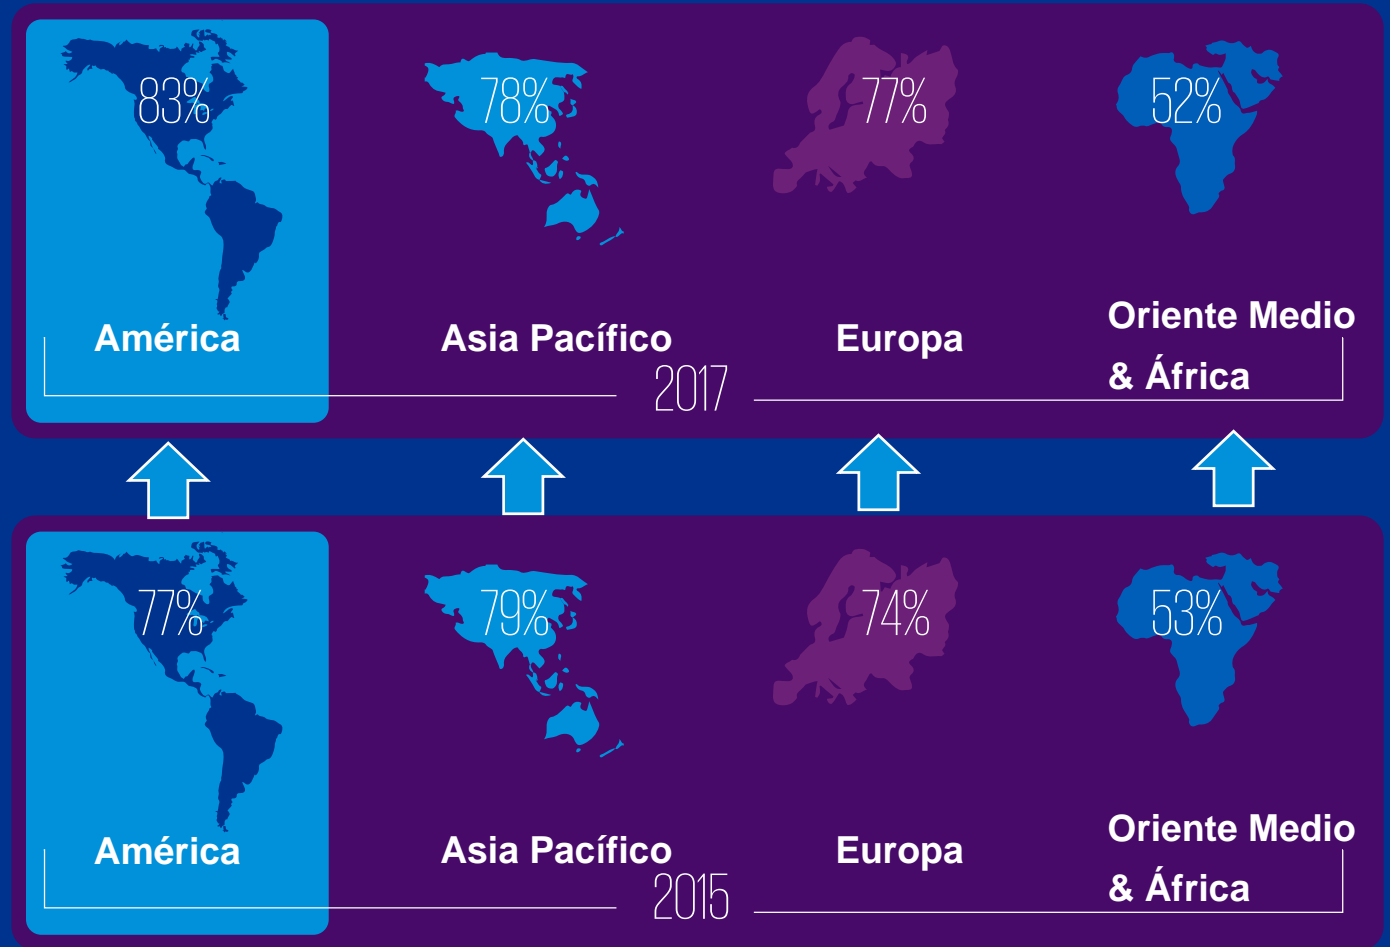 83%
78%
77%
52%
América
Asia Pacífico
Europa
Oriente Medio
& África
2017
77%
79%
74%
53%
América
Asia Pacífico
Europa
Oriente Medio
& África
2015